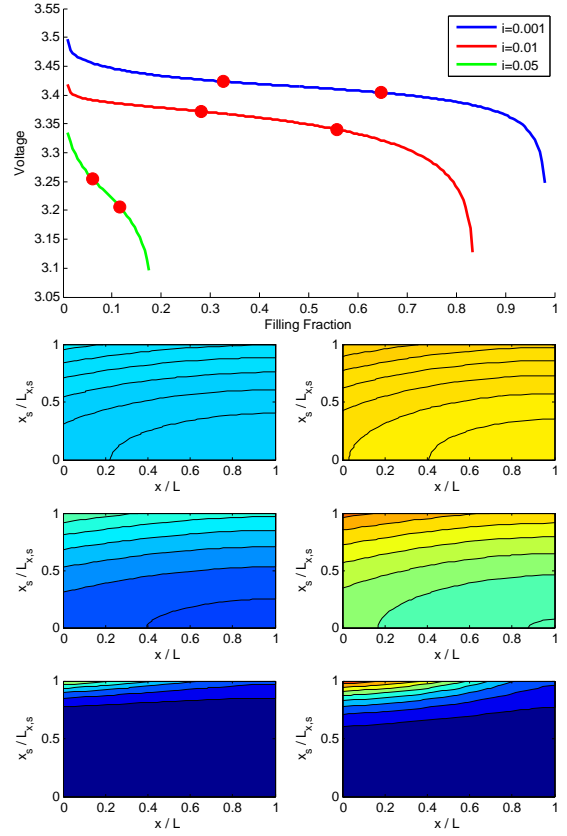 3.55
3.5
3.45
3.4
3.35
3.3
3.25
3.2
3.15
3.1
3.05
Voltage
i=0.001
i=0.01
i=0.05
0 0.1 0.2 0.3 0.4 0.5 0.6 0.7 0.8 0.9 1
Filling Fraction
1
0.5
0
x_s / L_{x,s}
0 0.2 0.4 0.6 0.8 1
x / L
1
0.5
0
x_s / L_{x,s}
0 0.2 0.4 0.6 0.8 1
x / L
1
0.5
0
x_s / L_{x,s}
0 0.2 0.4 0.6 0.8 1
x / L
1
0.5
0
x_s / L_{x,s}
0 0.2 0.4 0.6 0.8 1
x / L
1
0.5
0
x_s / L_{x,s}
0 0.2 0.4 0.6 0.8 1
x / L
1
0.5
0
x_s / L_{x,s}
0 0.2 0.4 0.6 0.8 1
x / L